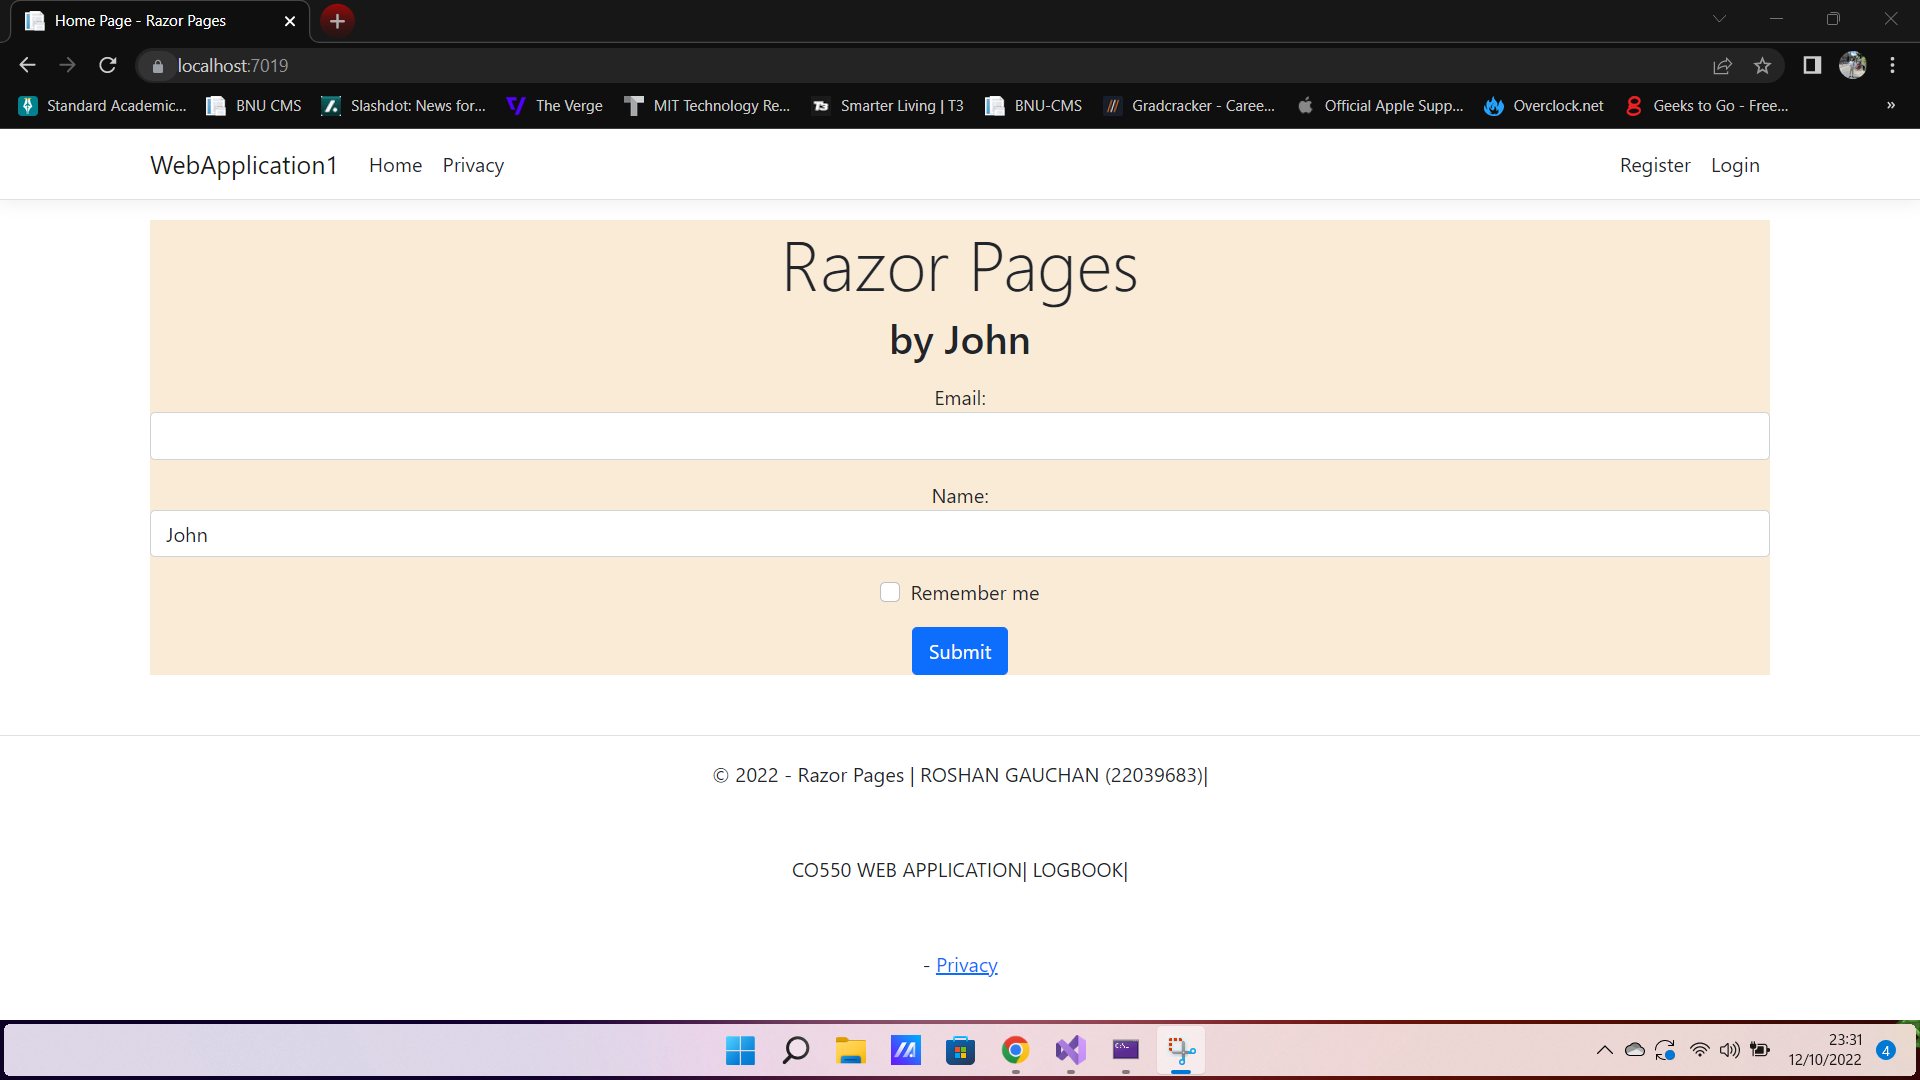 Home Page - Razor Pages
localhost:7019
Standard Academic... BNU CMS Slashdot: News for... The Verge MIT Technology Re... T3 Smarter Living | T3 BNU-CMS Gradcracker - Caree... Official Apple Supp... Overclock.net Geeks to Go - Free... »
WebApplication1 Home Privacy Register Login
Razor Pages
by John
Email:
Name:
John
Remember me
Submit
© 2022 - Razor Pages | ROSHAN GAUCHAN (22039683)|
CO550 WEB APPLICATION| LOGBOOK|
- Privacy
23:31
12/10/2022 4